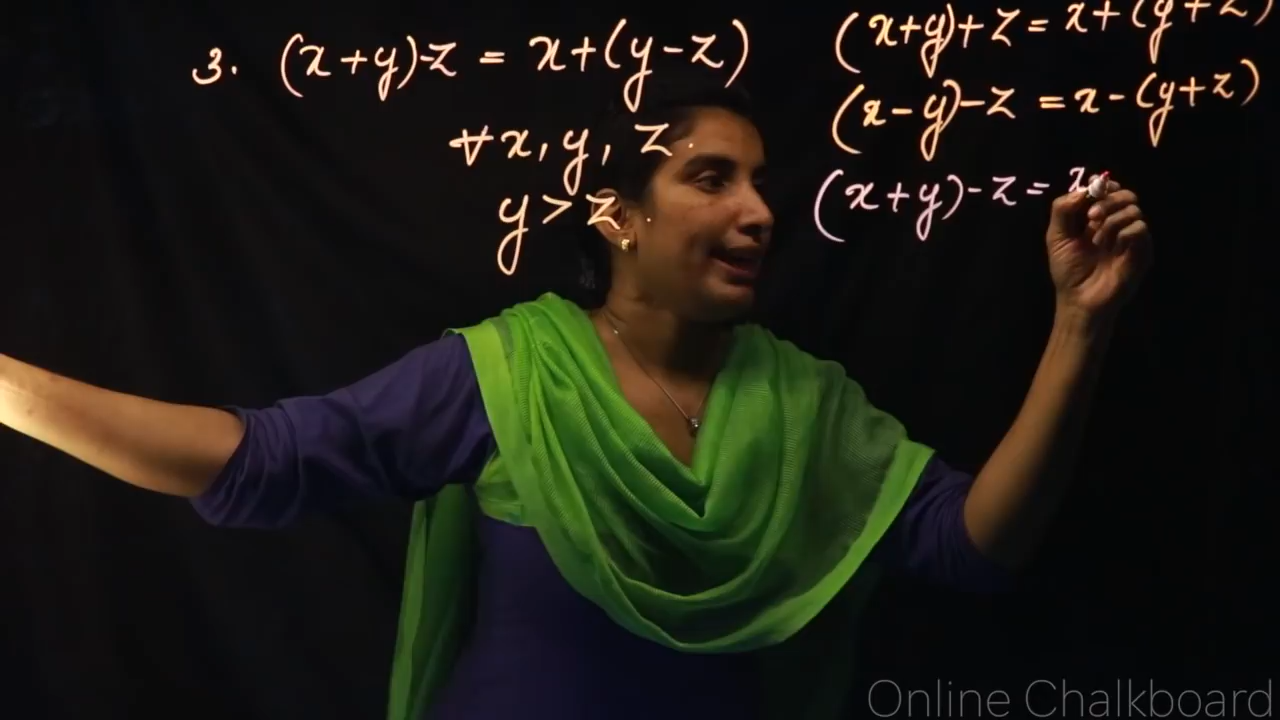 3. (x+y)-z = x+(y-z)
∀x, y, z.
y > z.
(x+y)+z = x+(y+z)
(x-y)-z = x-(y+z)
(x+y)-z = x
Online Chalkboard